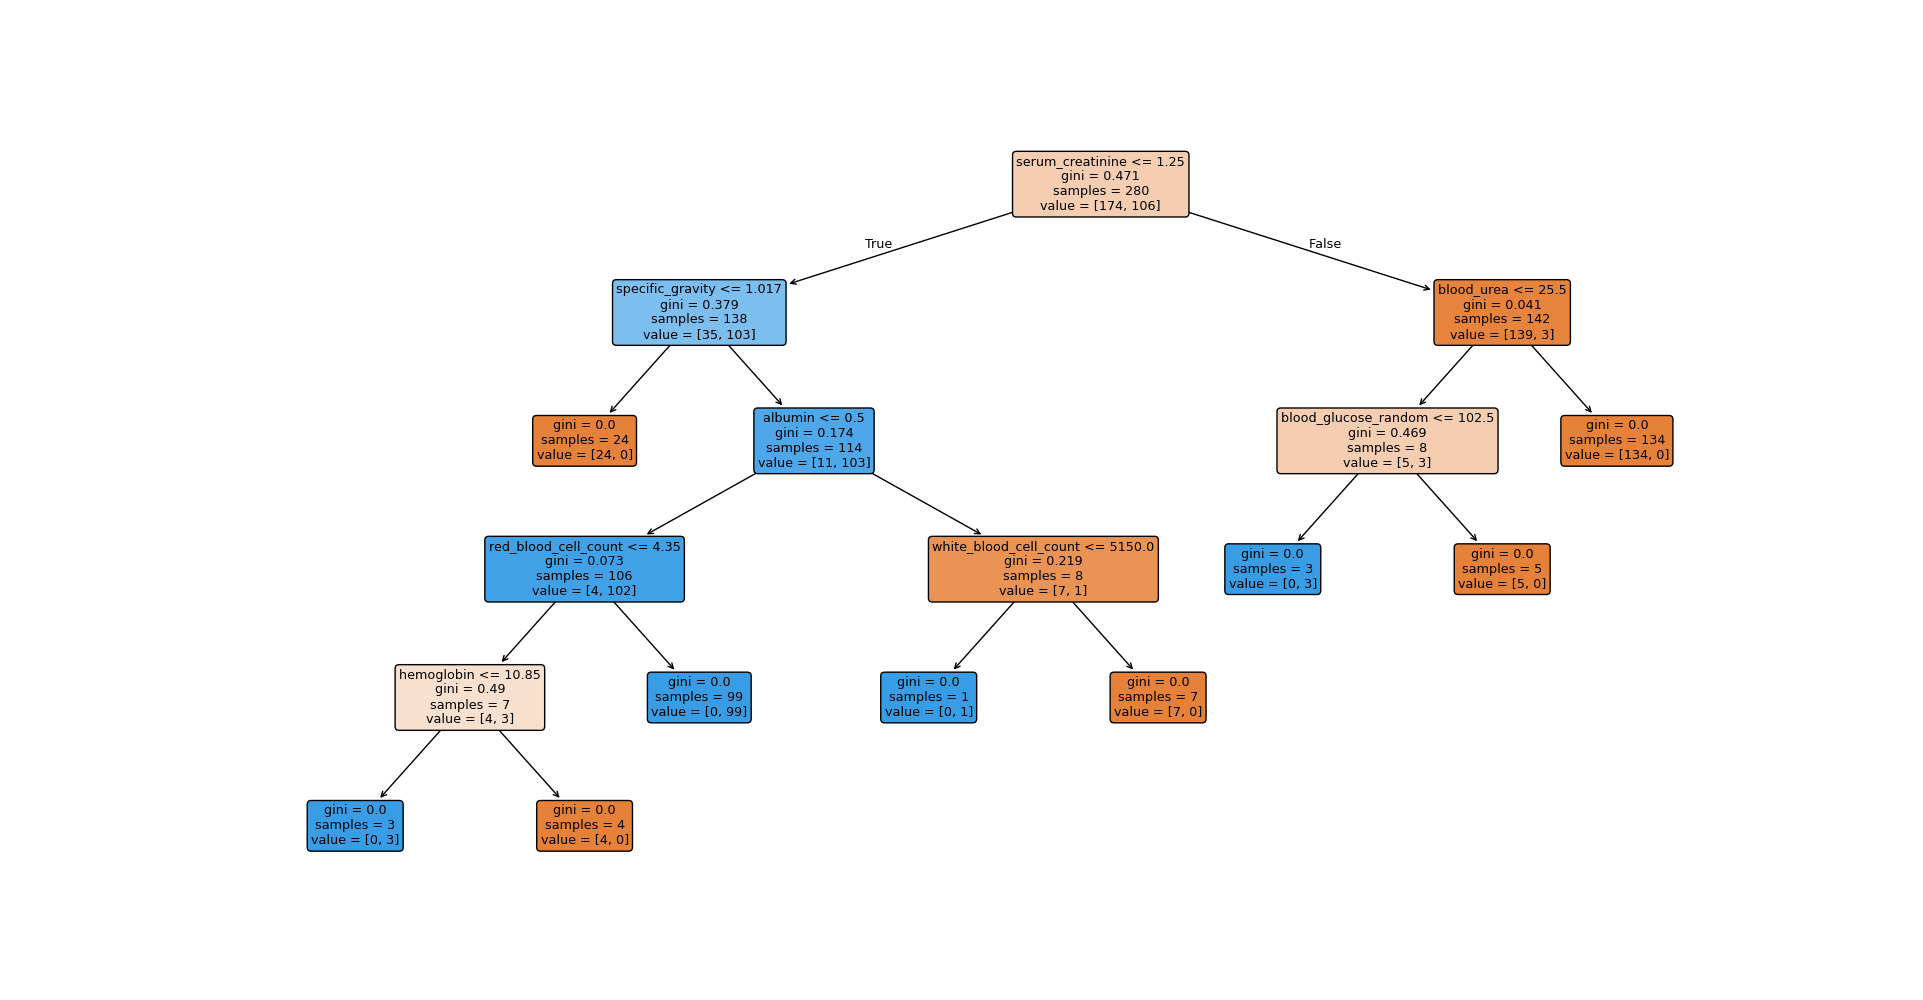 serum_creatinine <= 1.25
gini = 0.471
samples = 280
value = [174, 106]
True
False
specific_gravity <= 1.017
gini = 0.379
samples = 138
value = [35, 103]
blood_urea <= 25.5
gini = 0.041
samples = 142
value = [139, 3]
gini = 0.0
samples = 24
value = [24, 0]
albumin <= 0.5
gini = 0.174
samples = 114
value = [11, 103]
blood_glucose_random <= 102.5
gini = 0.469
samples = 8
value = [5, 3]
gini = 0.0
samples = 134
value = [134, 0]
red_blood_cell_count <= 4.35
gini = 0.073
samples = 106
value = [4, 102]
white_blood_cell_count <= 5150.0
gini = 0.219
samples = 8
value = [7, 1]
gini = 0.0
samples = 3
value = [0, 3]
gini = 0.0
samples = 5
value = [5, 0]
hemoglobin <= 10.85
gini = 0.49
samples = 7
value = [4, 3]
gini = 0.0
samples = 99
value = [0, 99]
gini = 0.0
samples = 1
value = [0, 1]
gini = 0.0
samples = 7
value = [7, 0]
gini = 0.0
samples = 3
value = [0, 3]
gini = 0.0
samples = 4
value = [4, 0]